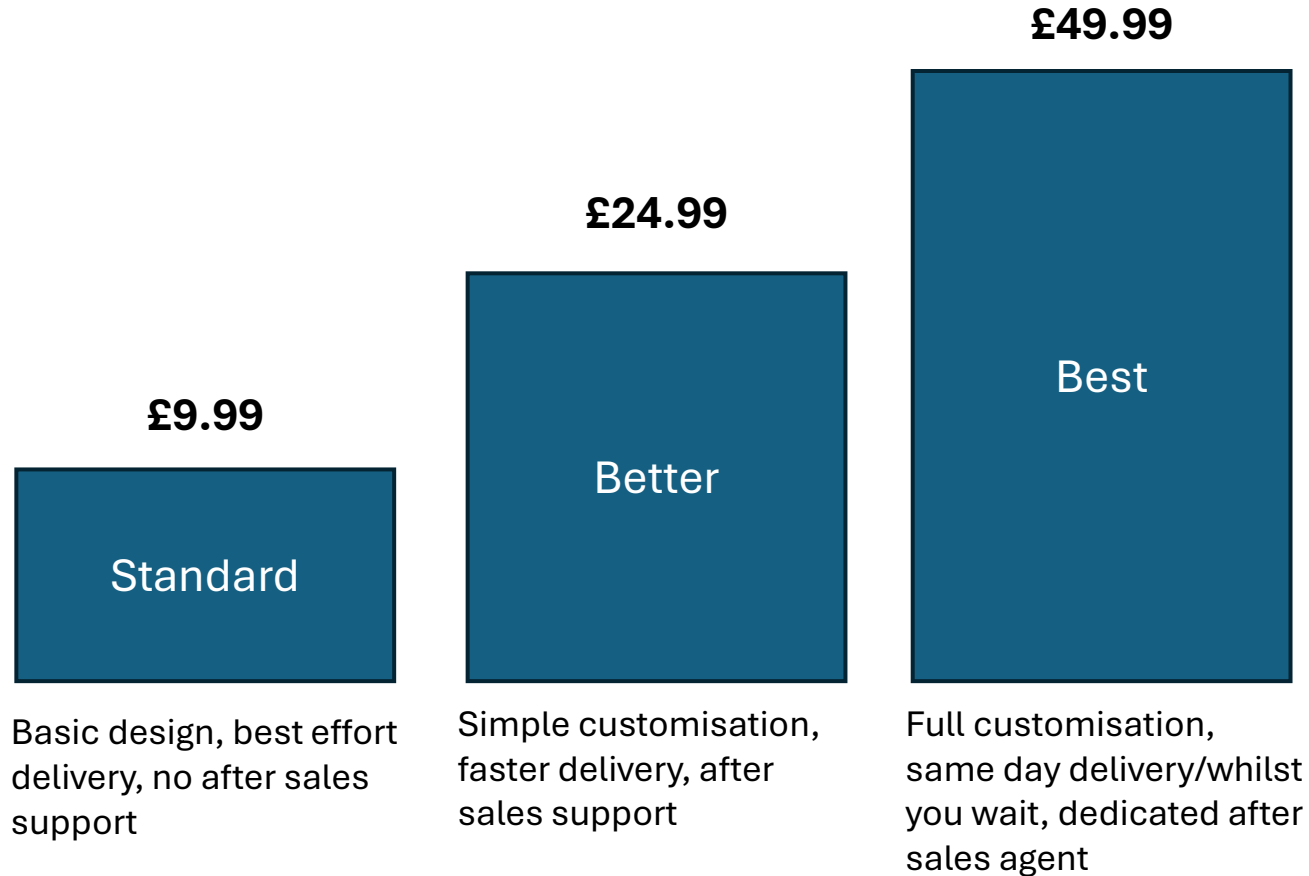 £49.99
£24.99
£9.99
Best
Better
Standard
Basic design, best effort
delivery, no after sales
support
Simple customisation,
faster delivery, after
sales support
Full customisation,
same day delivery/whilst
you wait, dedicated after
sales agent